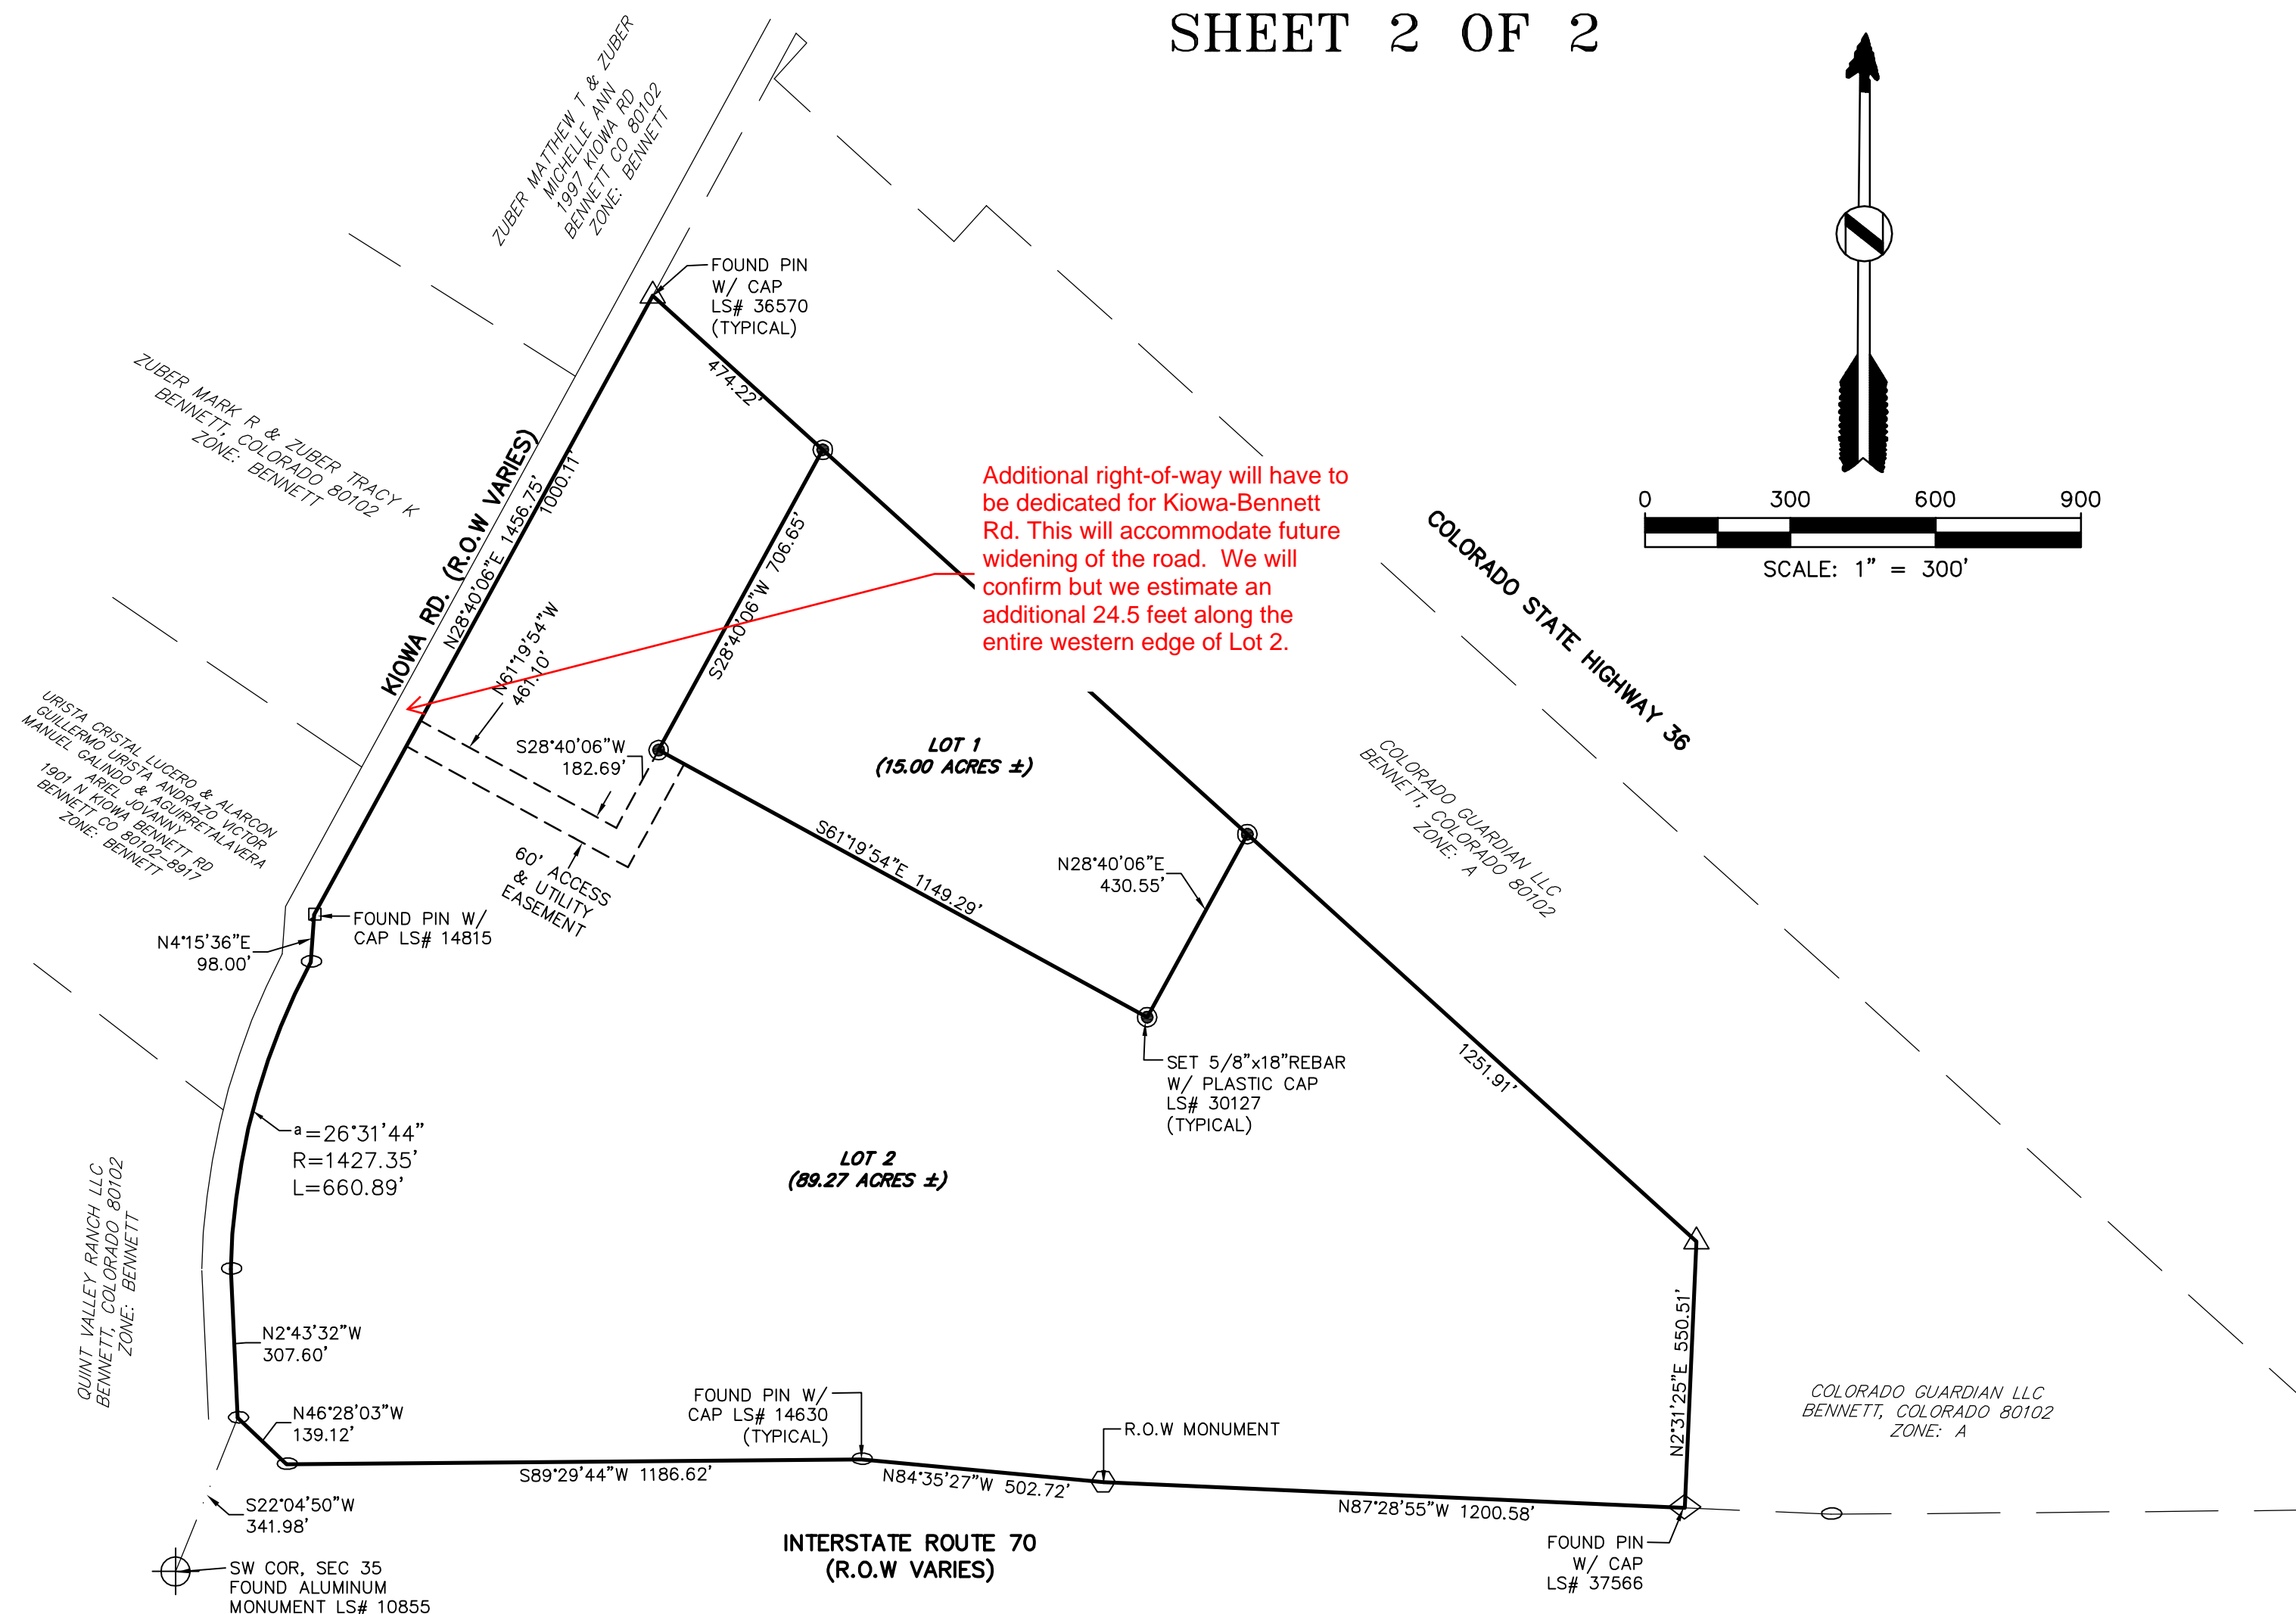 SHEET 2 OF 2
ZUBER MATTHEW T & ZUBER
MICHELLE ANN
1997 KIOWA RD
BENNETT CO 80102
ZONE: BENNETT
FOUND PIN
W/ CAP
LS# 36570
(TYPICAL)
474.22'
ZUBER MARK R & ZUBER TRACY K
BENNETT, COLORADO 80102
ZONE: BENNETT
KIOWA RD. (R.O.W VARIES)
N28°40'06"E 1456.75'
1000.11'
Additional right-of-way will have to
be dedicated for Kiowa-Bennett
Rd. This will accommodate future
widening of the road. We will
confirm but we estimate an
additional 24.5 feet along the
entire western edge of Lot 2.
0 300 600 900
SCALE: 1" = 300'
COLORADO STATE HIGHWAY 36
S28°40'06"W 706.65'
N61°19'54"W
461.10'
S28°40'06"W
182.69'
LOT 1
(15.00 ACRES ±)
URISTA CRISTAL LUCERO & ALARCON
GUILLERMO URISTA ANDRAZO VICTOR
MANUEL GALINDO & AGUIRRETALAVERA
ARIEL JOVANNY
1901 N KIOWA BENNETT RD
BENNETT CO 80102-8917
ZONE: BENNETT
COLORADO GUARDIAN LLC
BENNETT, COLORADO 80102
ZONE: A
S61°19'54"E 1149.29'
N28°40'06"E
430.55'
60' ACCESS
& UTILITY
EASEMENT
FOUND PIN W/
CAP LS# 14815
N4°15'36"E
98.00'
SET 5/8"x18"REBAR
W/ PLASTIC CAP
LS# 30127
(TYPICAL)
1251.91'
a=26°31'44"
R=1427.35'
L=660.89'
LOT 2
(89.27 ACRES ±)
QUINT VALLEY RANCH LLC
BENNETT, COLORADO 80102
ZONE: BENNETT
N2°43'32"W
307.60'
N2°31'25"E 550.51'
N46°28'03"W
139.12'
FOUND PIN W/
CAP LS# 14630
(TYPICAL)
R.O.W MONUMENT
COLORADO GUARDIAN LLC
BENNETT, COLORADO 80102
ZONE: A
S89°29'44"W 1186.62'
N84°35'27"W 502.72'
N87°28'55"W 1200.58'
S22°04'50"W
341.98'
INTERSTATE ROUTE 70
(R.O.W VARIES)
FOUND PIN
W/ CAP
LS# 37566
SW COR, SEC 35
FOUND ALUMINUM
MONUMENT LS# 10855